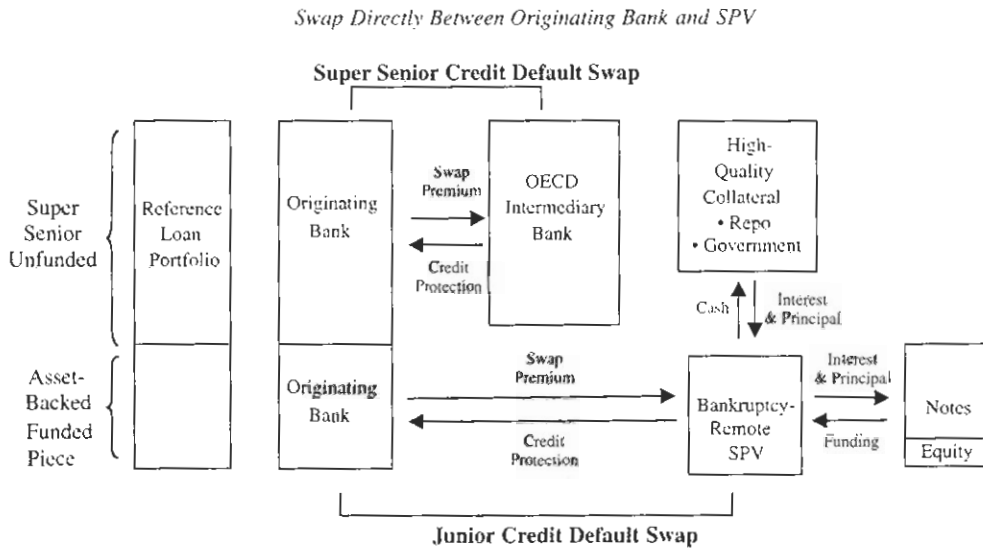 Swap Directly Between Originating Bank and SPV
Super Senior Credit Default Swap
Super
Senior
Unfunded
Reference
Loan
Portfolio
Originating
Bank
Swap
Premium
Credit
Protection
OECD
Intermediary
Bank
High-
Quality
Collateral
• Repo
• Government
Cash
Interest
& Principal
Asset-
Backed
Funded
Piece
Originating
Bank
Swap
Premium
Credit
Protection
Bankruptcy-
Remote
SPV
Interest
& Principal
Funding
Notes
Equity
Junior Credit Default Swap